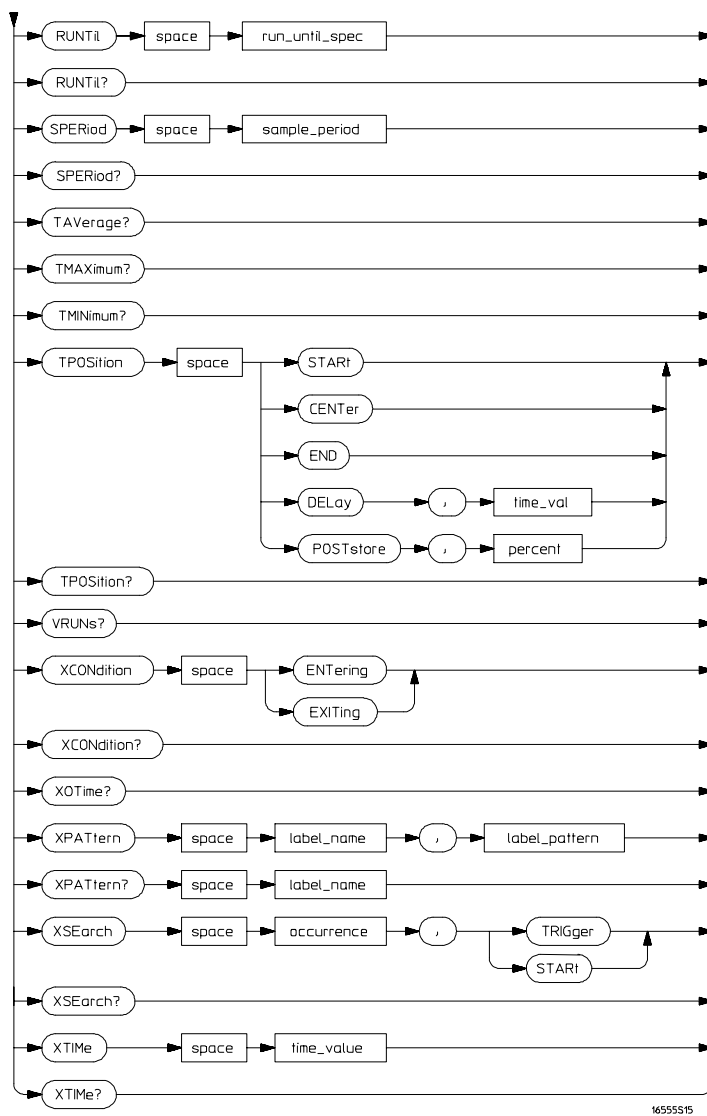 RUNTil space run_until_spec
RUNTil?
SPERiod space sample_period
SPERiod?
TAVerage?
TMAXimum?
TMINimum?
TPOSition space STARt
CENTer
END
DELay , time_val
POSTstore , percent
TPOSition?
VRUNs?
XCONdition space ENTering
EXITing
XCONdition?
XOTime?
XPATtern space label_name , label_pattern
XPATtern? space label_name
XSEarch space occurrence , TRIGger
STARt
XSEarch?
XTIMe space time_value
XTIMe?
16555S15